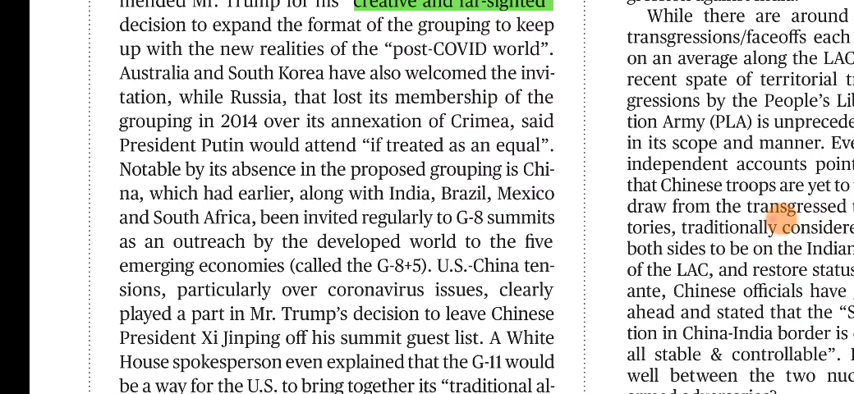 mended Mr. Trump for his "creative and far-sighted"
decision to expand the format of the grouping to keep
up with the new realities of the “post-COVID world”.
Australia and South Korea have also welcomed the invi-
tation, while Russia, that lost its membership of the
grouping in 2014 over its annexation of Crimea, said
President Putin would attend “if treated as an equal”.
Notable by its absence in the proposed grouping is Chi-
na, which had earlier, along with India, Brazil, Mexico
and South Africa, been invited regularly to G-8 summits
as an outreach by the developed world to the five
emerging economies (called the G-8+5). U.S.-China ten-
sions, particularly over coronavirus issues, clearly
played a part in Mr. Trump’s decision to leave Chinese
President Xi Jinping off his summit guest list. A White
House spokesperson even explained that the G-11 would
be a way for the U.S. to bring together its “traditional al-
While there are around
transgressions/faceoffs each
on an average along the LAC
recent spate of territorial
gressions by the People’s Li
tion Army (PLA) is unprecede
in its scope and manner. Eve
independent accounts point
that Chinese troops are yet to
draw from the transgressed
tories, traditionally considere
both sides to be on the Indian
of the LAC, and restore status
ante, Chinese officials have
ahead and stated that the “S
tion in China-India border is
all stable & controllable”.
well between the two nuc